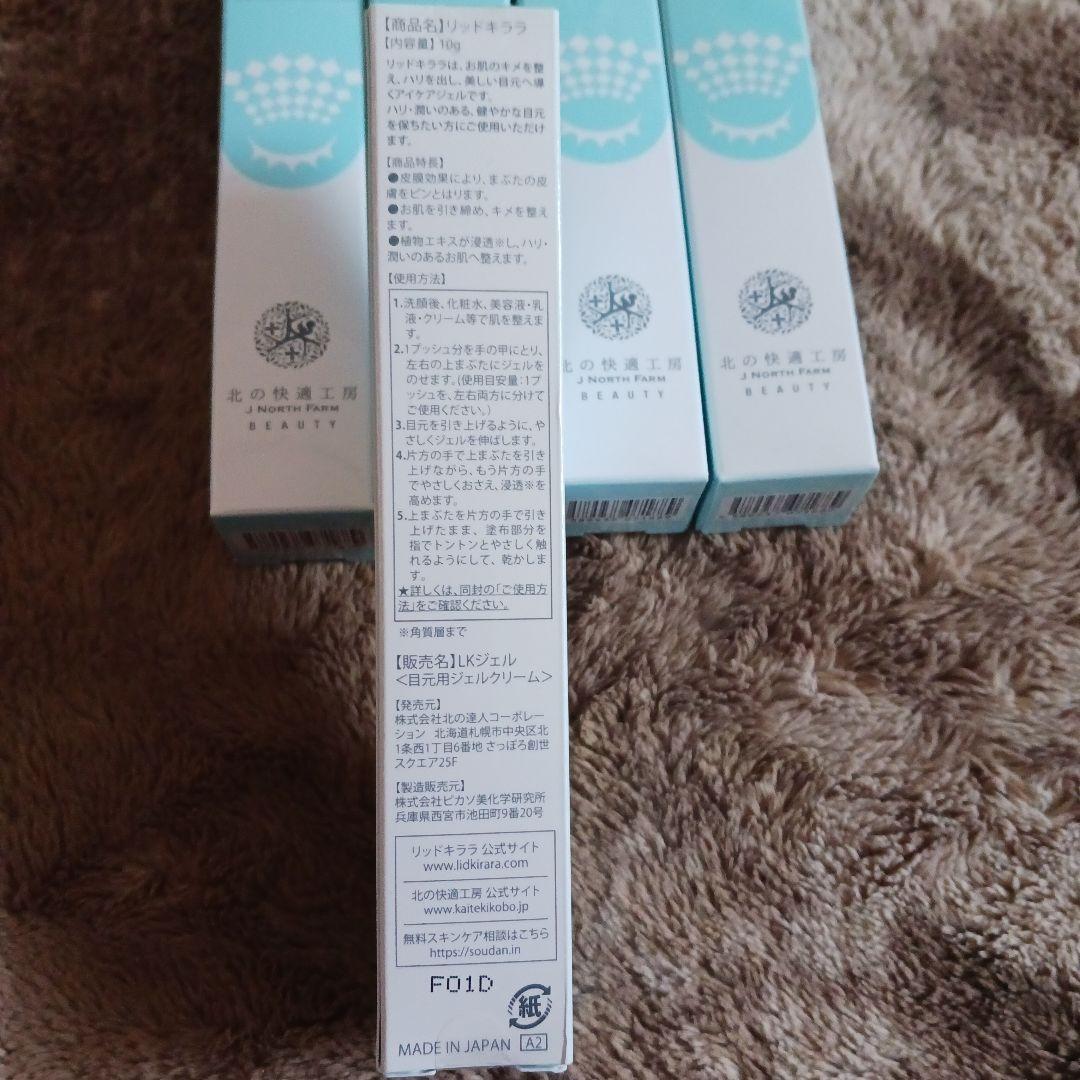 【商品名】リッドキララ
【内容量】10g
リッドキララは、お肌のキメを整
え、ハリを出し、美しい目元へ導
くアイケアジェルです。
ハリ・潤いのある、健やかな目元
を保ちたい方にご使用いただけ
ます。
【商品特長】
●皮膜効果により、まぶたの皮
膚をピンとはります。
●お肌を引き締め、キメを整え
ます。
●植物エキスが浸透※し、ハリ・
潤いのあるお肌へ整えます。
【使用方法】
1.洗顔後、化粧水、美容液・乳
液・クリーム等で肌を整えま
す。
2.1プッシュ分を手の甲にとり、
左右の上まぶたにジェルを
のせます。(使用目安量:1プ
ッシュを、左右両方に分けて
ご使用ください。)
3.目元を引き上げるように、や
さしくジェルを伸ばします。
4.片方の手で上まぶたを引き
上げながら、もう片方の手
でやさしくおさえ、浸透※を
高めます。
5.上まぶたを片方の手で引き
上げたまま、塗布部分を
指でトントンとやさしく触
れるようにして、乾かしま
す。
★詳しくは、同封の「ご使用方
法」をご確認ください。
※角質層まで
【販売名】LKジェル
＜目元用ジェルクリーム＞
【発売元】
株式会社北の達人コーポレー
ション 北海道札幌市中央区北
1条西1丁目6番地 さっぽろ創世
スクエア25F
【製造販売元】
株式会社ピカソ美化学研究所
兵庫県西宮市池田町9番20号
リッドキララ 公式サイト
www.lidkirara.com
北の快適工房 公式サイト
www.kaitekikobo.jp
無料スキンケア相談はこちら
https://soudan.in
F01D
紙
MADE IN JAPAN A2
北の快適工房
J NORTH FARM
BEAUTY
北の快適工房
J NORTH FARM
BEAUTY
北の快適工房
J NORTH FARM
BEAUTY